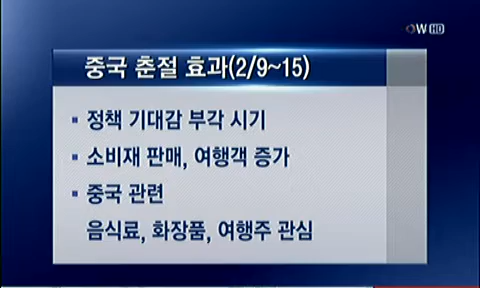 W HD
중국 춘절 효과(2/9~15)
▪ 정책 기대감 부각 시기
▪ 소비재 판매, 여행객 증가
▪ 중국 관련
음식료, 화장품, 여행주 관심